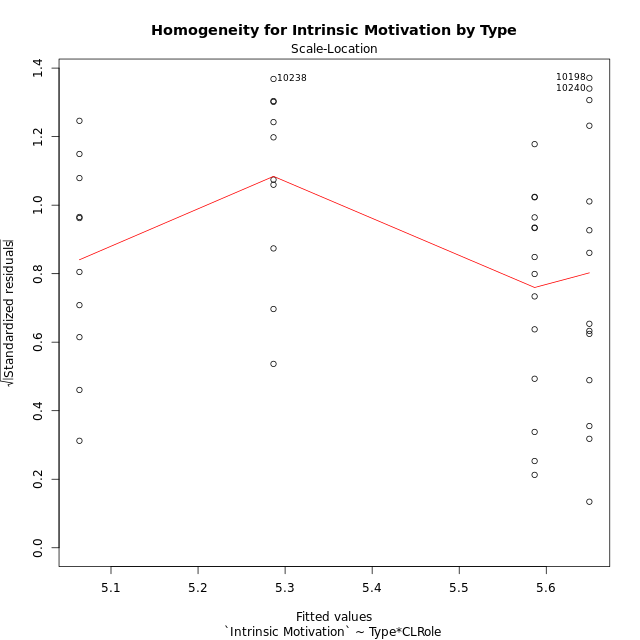 Homogeneity for Intrinsic Motivation by Type
Scale-Location
√|Standardized residuals|
1.4
1.2
1.0
0.8
0.6
0.4
0.2
0.0
10238
10198
10240
5.1 5.2 5.3 5.4 5.5 5.6
Fitted values
`Intrinsic Motivation` ~ Type*CLRole